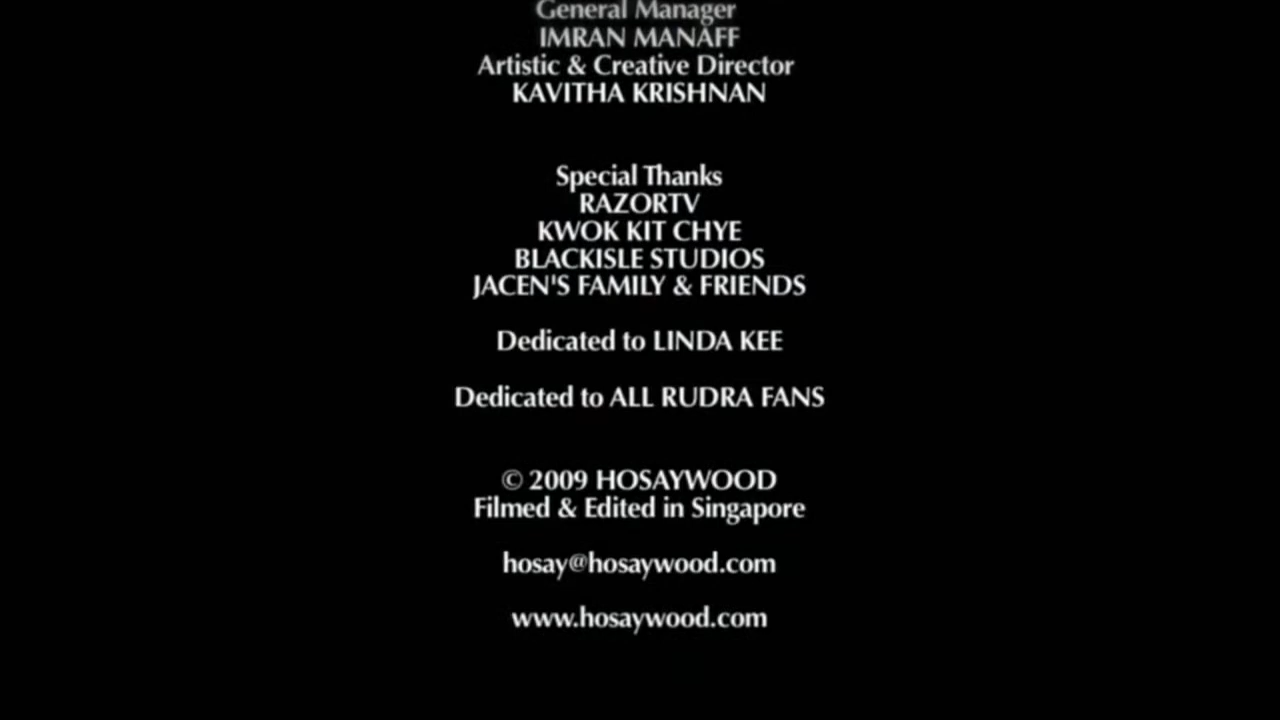 General Manager
IMRAN MANAFF
Artistic & Creative Director
KAVITHA KRISHNAN
Special Thanks
RAZORTV
KWOK KIT CHYE
BLACKISLE STUDIOS
JACEN'S FAMILY & FRIENDS
Dedicated to LINDA KEE
Dedicated to ALL RUDRA FANS
© 2009 HOSAYWOOD
Filmed & Edited in Singapore
hosay@hosaywood.com
www.hosaywood.com